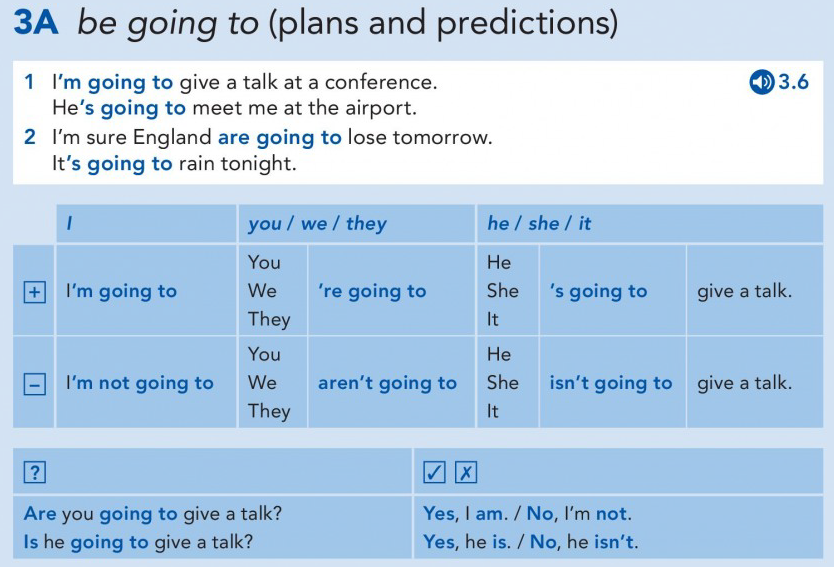 3A be going to (plans and predictions)
1 I'm going to give a talk at a conference. 3.6
He's going to meet me at the airport.
2 I'm sure England are going to lose tomorrow.
It's going to rain tonight.
I you / we / they he / she / it
+ I'm going to You We They 're going to He She It 's going to give a talk.
− I'm not going to You We They aren't going to He She It isn't going to give a talk.
? ✓ ✗
Are you going to give a talk? Yes, I am. / No, I'm not.
Is he going to give a talk? Yes, he is. / No, he isn't.